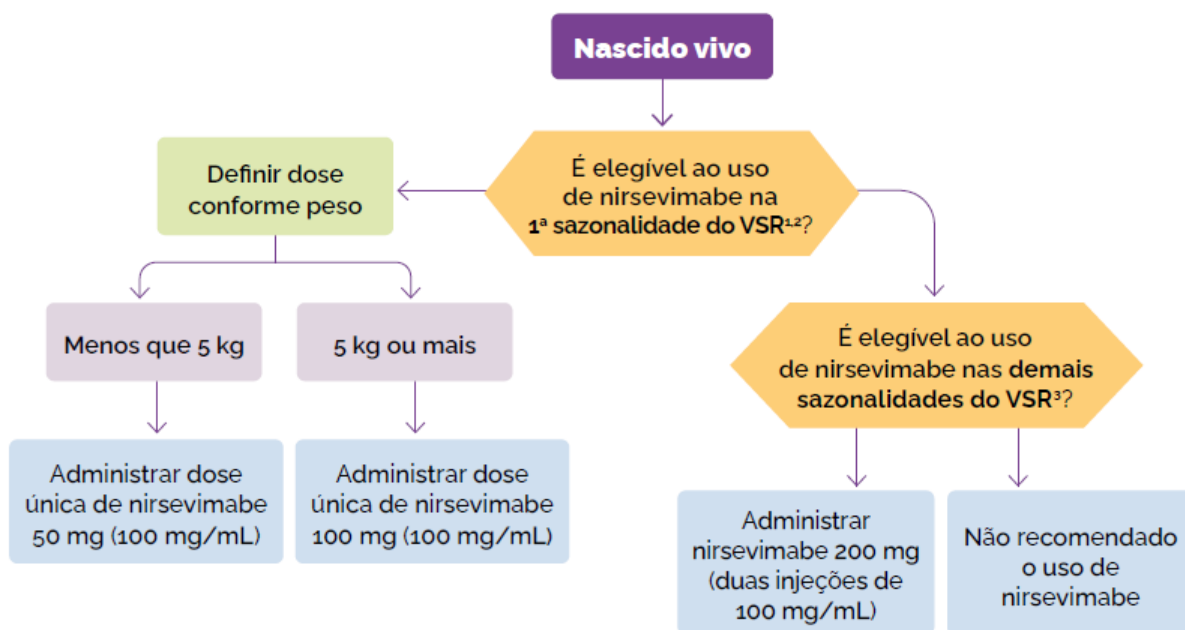 Nascido vivo
É elegível ao uso
de nirsevimabe na
1ª sazonalidade do VSR¹,²?
Definir dose
conforme peso
Menos que 5 kg
5 kg ou mais
Administrar dose
única de nirsevimabe
50 mg (100 mg/mL)
Administrar dose
única de nirsevimabe
100 mg (100 mg/mL)
É elegível ao uso
de nirsevimabe nas demais
sazonalidades do VSR³?
Administrar
nirsevimabe 200 mg
(duas injeções de
100 mg/mL)
Não recomendado
o uso de
nirsevimabe